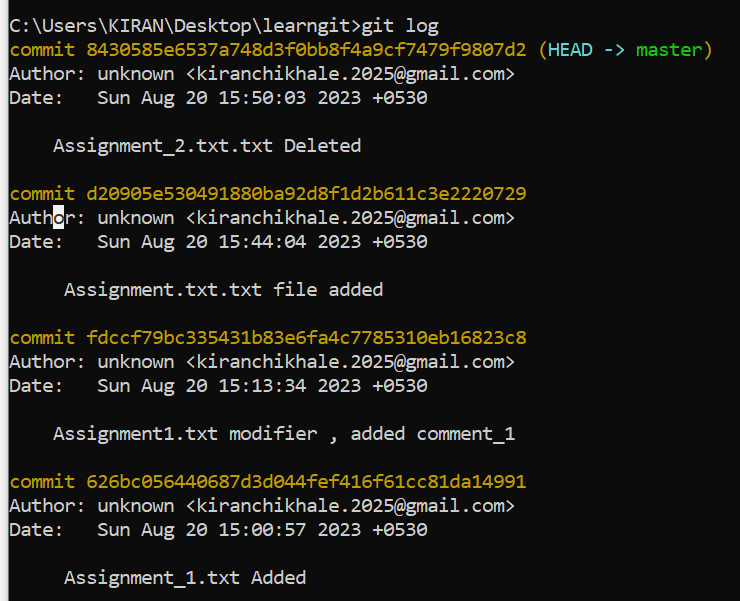 C:\Users\KIRAN\Desktop\learngit>git log
commit 8430585e6537a748d3f0bb8f4a9cf7479f9807d2 (HEAD -> master)
Author: unknown <kiranchikhale.2025@gmail.com>
Date:   Sun Aug 20 15:50:03 2023 +0530
    Assignment_2.txt.txt Deleted
commit d20905e530491880ba92d8f1d2b611c3e2220729
Author: unknown <kiranchikhale.2025@gmail.com>
Date:   Sun Aug 20 15:44:04 2023 +0530
     Assignment.txt.txt file added
commit fdccf79bc335431b83e6fa4c7785310eb16823c8
Author: unknown <kiranchikhale.2025@gmail.com>
Date:   Sun Aug 20 15:13:34 2023 +0530
    Assignment1.txt modifier , added comment_1
commit 626bc056440687d3d044fef416f61cc81da14991
Author: unknown <kiranchikhale.2025@gmail.com>
Date:   Sun Aug 20 15:00:57 2023 +0530
     Assignment_1.txt Added